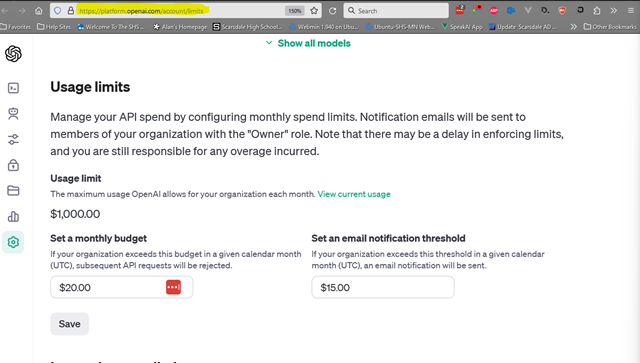 https://platform.openai.com/account/limits
150%
Search
Favorites
Help Sites
Welcome To The SHS ...
Alan's Homepage
Scarsdale High School...
Webmin 1.940 on Ubu...
Ubuntu-SHS-MN Web...
SpeakAI App
Update: Scarsdale AD ...
Other Bookmarks
Show all models
Usage limits
Manage your API spend by configuring monthly spend limits. Notification emails will be sent to
members of your organization with the "Owner" role. Note that there may be a delay in enforcing limits,
and you are still responsible for any overage incurred.
Usage limit
The maximum usage OpenAI allows for your organization each month. View current usage
$1,000.00
Set a monthly budget
If your organization exceeds this budget in a given calendar month
(UTC), subsequent API requests will be rejected.
$20.00
Set an email notification threshold
If your organization exceeds this threshold in a given calendar
month (UTC), an email notification will be sent.
$15.00
Save